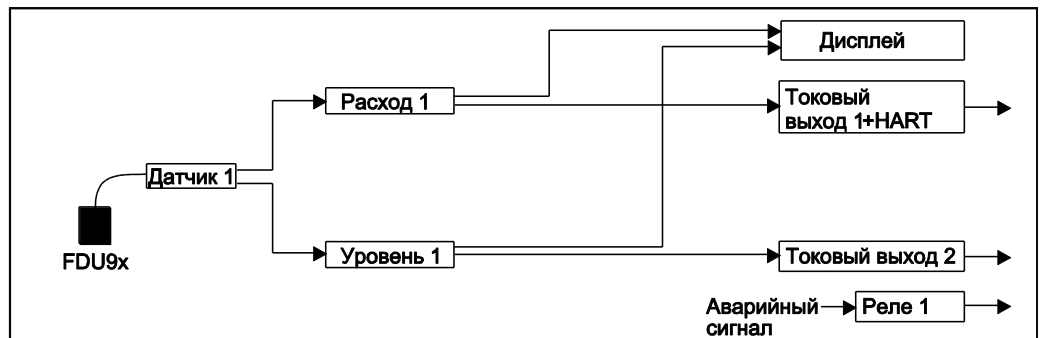 Дисплей
Расход 1
Токовый
выход 1+HART
Датчик 1
FDU9x
Уровень 1
Токовый выход 2
Аварийный
сигнал
Реле 1